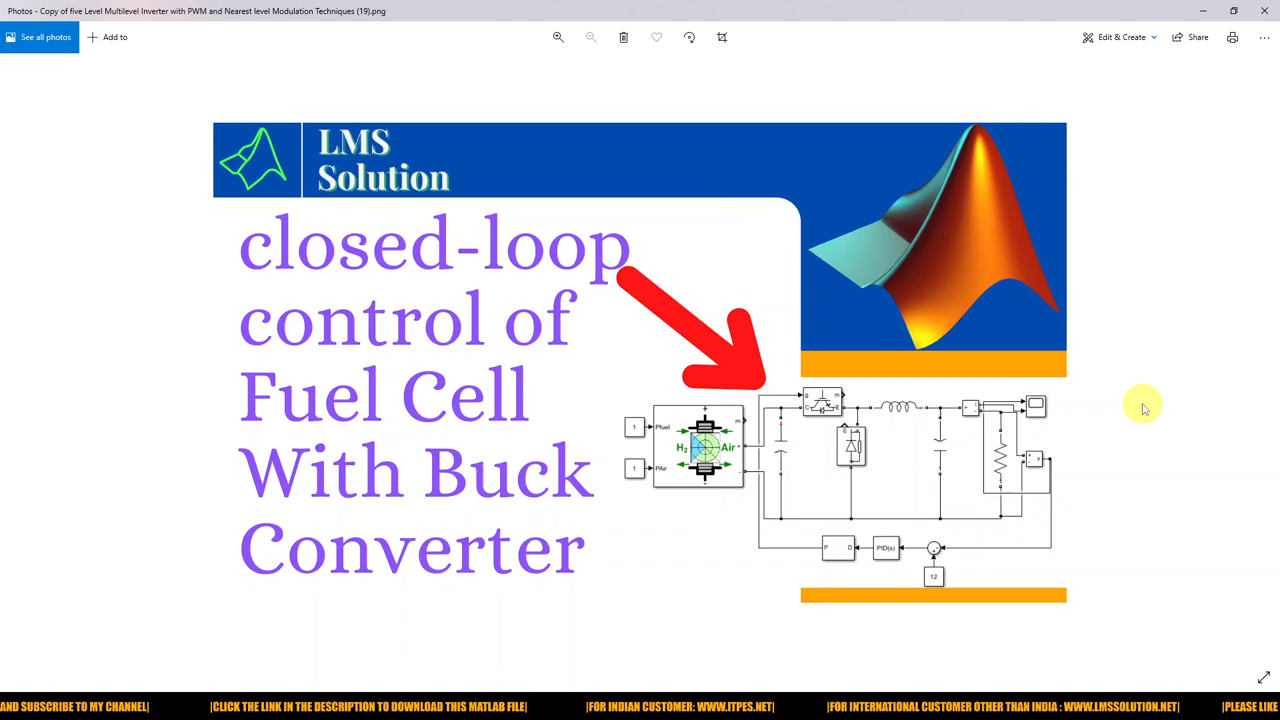 Photos - Copy of five Level Multilevel Inverter with PWM and Nearest level Modulation Techniques (19).png
See all photos
Add to
Edit & Create
Share
LMS
Solution
closed-loop
control of
Fuel Cell
With Buck
Converter
g
m
C
E
1
Pfuel
m
H2
Air
+
-
1
PAir
v
P
D
PID(s)
12
AND SUBSCRIBE TO MY CHANNEL| |CLICK THE LINK IN THE DESCRIPTION TO DOWNLOAD THIS MATLAB FILE| |FOR INDIAN CUSTOMER: WWW.ITPES.NET| |FOR INTERNATIONAL CUSTOMER OTHER THAN INDIA : WWW.LMSSOLUTION.NET| |PLEASE LIKE